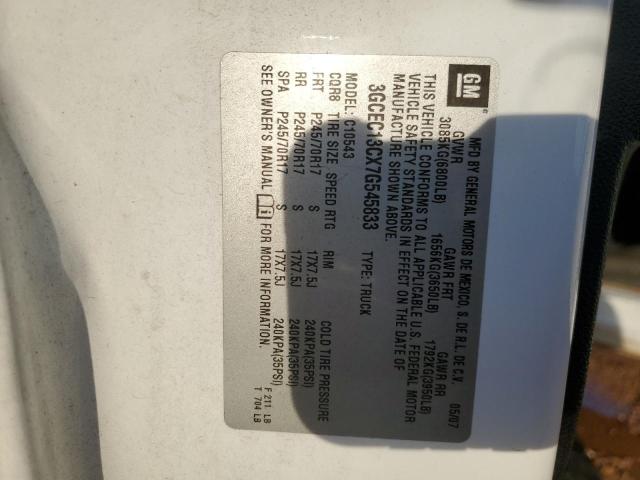 GM
MFD BY GENERAL MOTORS DE MEXICO, S. DE R.L. DE C.V. 05/07
GVWR GAWR FRT GAWR RR
3085KG(6800LB) 1656KG(3650LB) 1792KG(3950LB)
THIS VEHICLE CONFORMS TO ALL APPLICABLE U.S. FEDERAL MOTOR
VEHICLE SAFETY STANDARDS IN EFFECT ON THE DATE OF
MANUFACTURE SHOWN ABOVE.
3GCEC13CX7G545833 TYPE: TRUCK
MODEL: C10543
CQR8 TIRE SIZE SPEED RTG RIM COLD TIRE PRESSURE
FRT P245/70R17 S 17X7.5J 240KPA(35PSI)
RR P245/70R17 S 17X7.5J 240KPA(35PSI)
SPA P245/70R17 S 17X7.5J 240KPA(35PSI)
SEE OWNER'S MANUAL i FOR MORE INFORMATION.
F 211 LB
T 704 LB